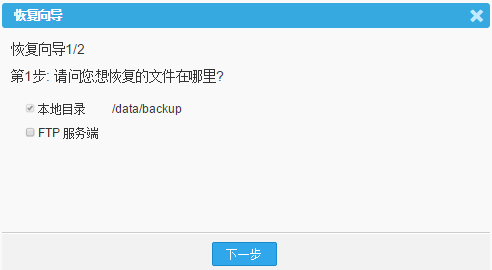 恢复向导
恢复向导1/2
第1步: 请问您想恢复的文件在哪里?
本地目录 /data/backup
FTP 服务端
下一步